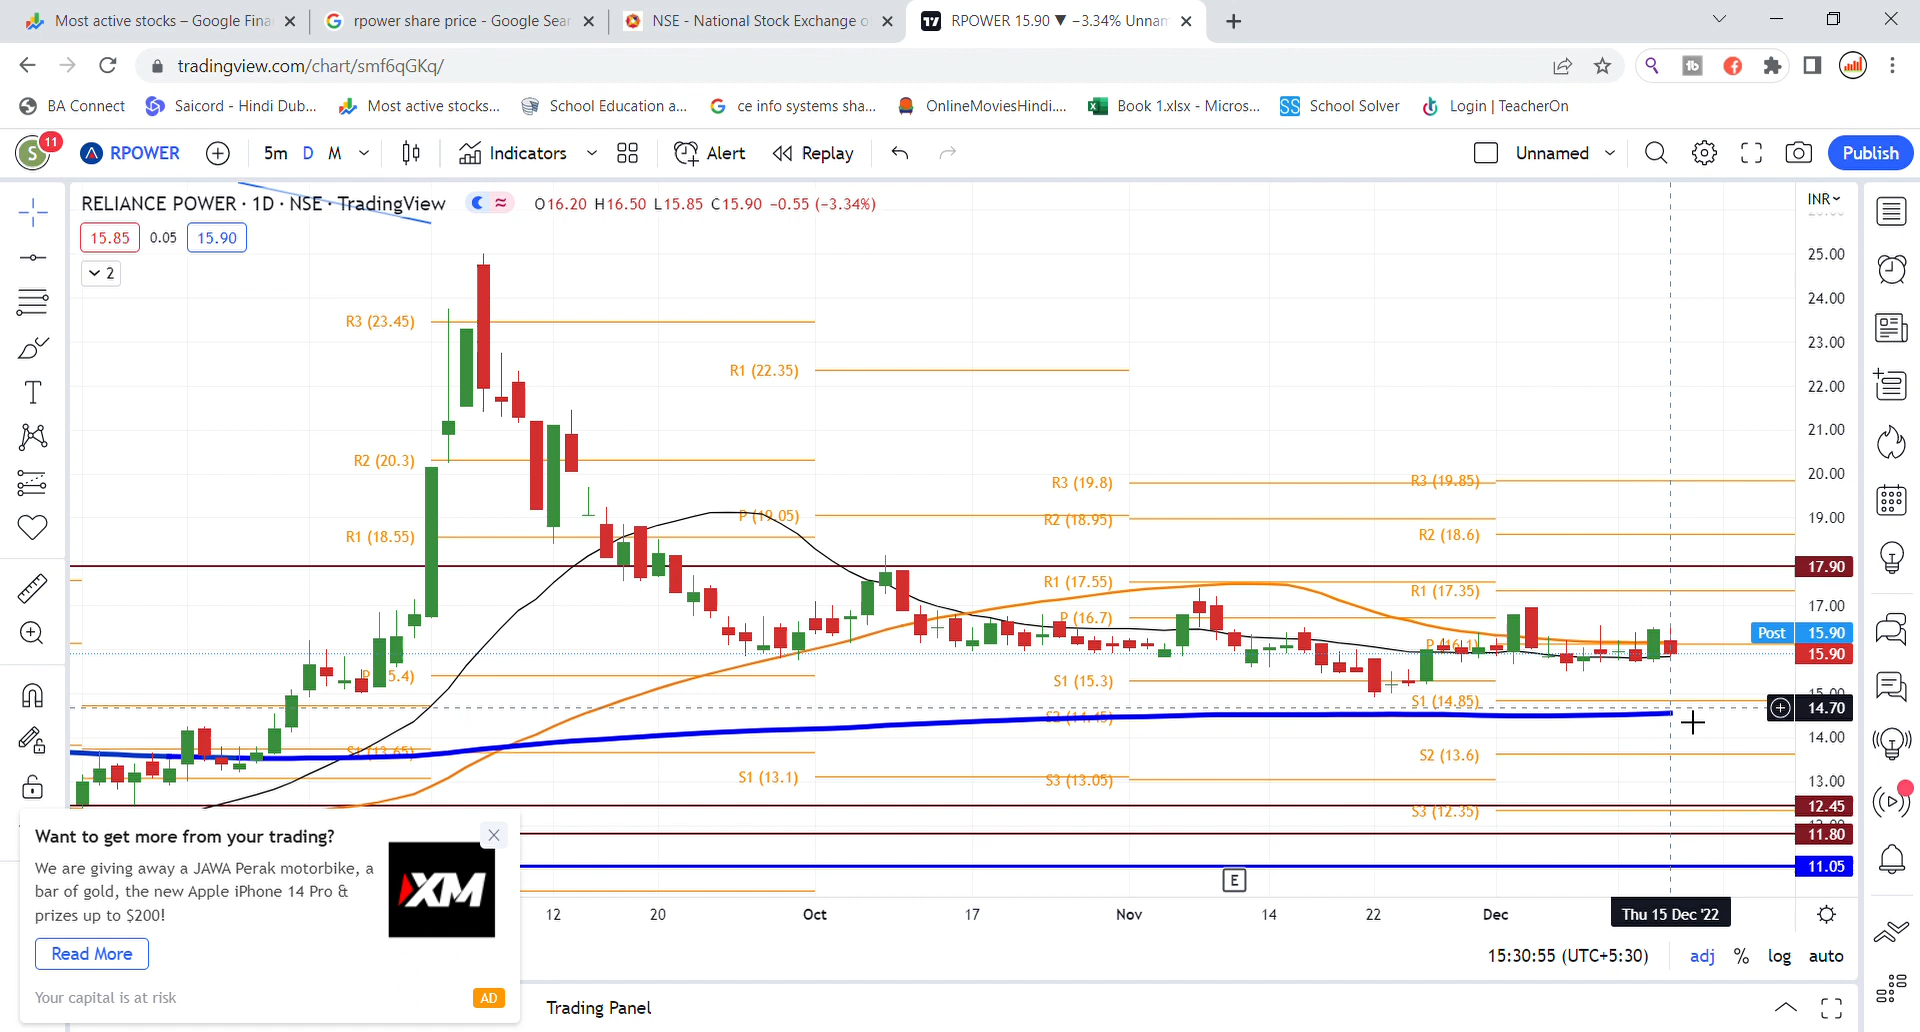 Most active stocks – Google Fina
rpower share price - Google Sear
NSE - National Stock Exchange o
RPOWER 15.90 ▼ −3.34% Unnam
tradingview.com/chart/smf6qGKq/
BA Connect
Saicord - Hindi Dub...
Most active stocks...
School Education a...
ce info systems sha...
OnlineMoviesHindi....
Book 1.xlsx - Micros...
School Solver
Login | TeacherOn
S 11
RPOWER
5m D M
Indicators
Alert
Replay
Unnamed
Publish
RELIANCE POWER · 1D · NSE · TradingView
O16.20 H16.50 L15.85 C15.90 −0.55 (−3.34%)
INR
15.85 0.05 15.90
2
25.00
24.00
R3 (23.45)
23.00
R1 (22.35)
22.00
21.00
R2 (20.3)
20.00
R3 (19.8)
R3 (19.85)
P (19.05)
R2 (18.95)
19.00
R1 (18.55)
R2 (18.6)
17.90
R1 (17.55)
R1 (17.35)
17.00
P (16.7)
Post 15.90
15.90
S1 (15.3)
15.00
S1 (14.85)
14.70
S2 (14.45)
14.00
S1 (13.65)
S2 (13.6)
S1 (13.1)
S3 (13.05)
13.00
12.45
S3 (12.35)
11.80
11.05
E
Want to get more from your trading?
We are giving away a JAWA Perak motorbike, a
bar of gold, the new Apple iPhone 14 Pro &
prizes up to $200!
XM
Read More
Your capital is at risk
AD
12 20 Oct 17 Nov 14 22 Dec Thu 15 Dec '22
15:30:55 (UTC+5:30) adj % log auto
Trading Panel